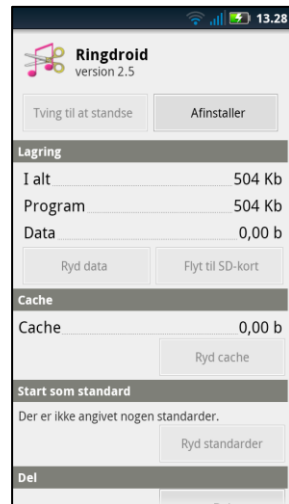 13.28
Ringdroid
version 2.5
Tving til at standse
Afinstaller
Lagring
I alt 504 Kb
Program 504 Kb
Data 0,00 b
Ryd data
Flyt til SD-kort
Cache
Cache 0,00 b
Ryd cache
Start som standard
Der er ikke angivet nogen standarder.
Ryd standarder
Del